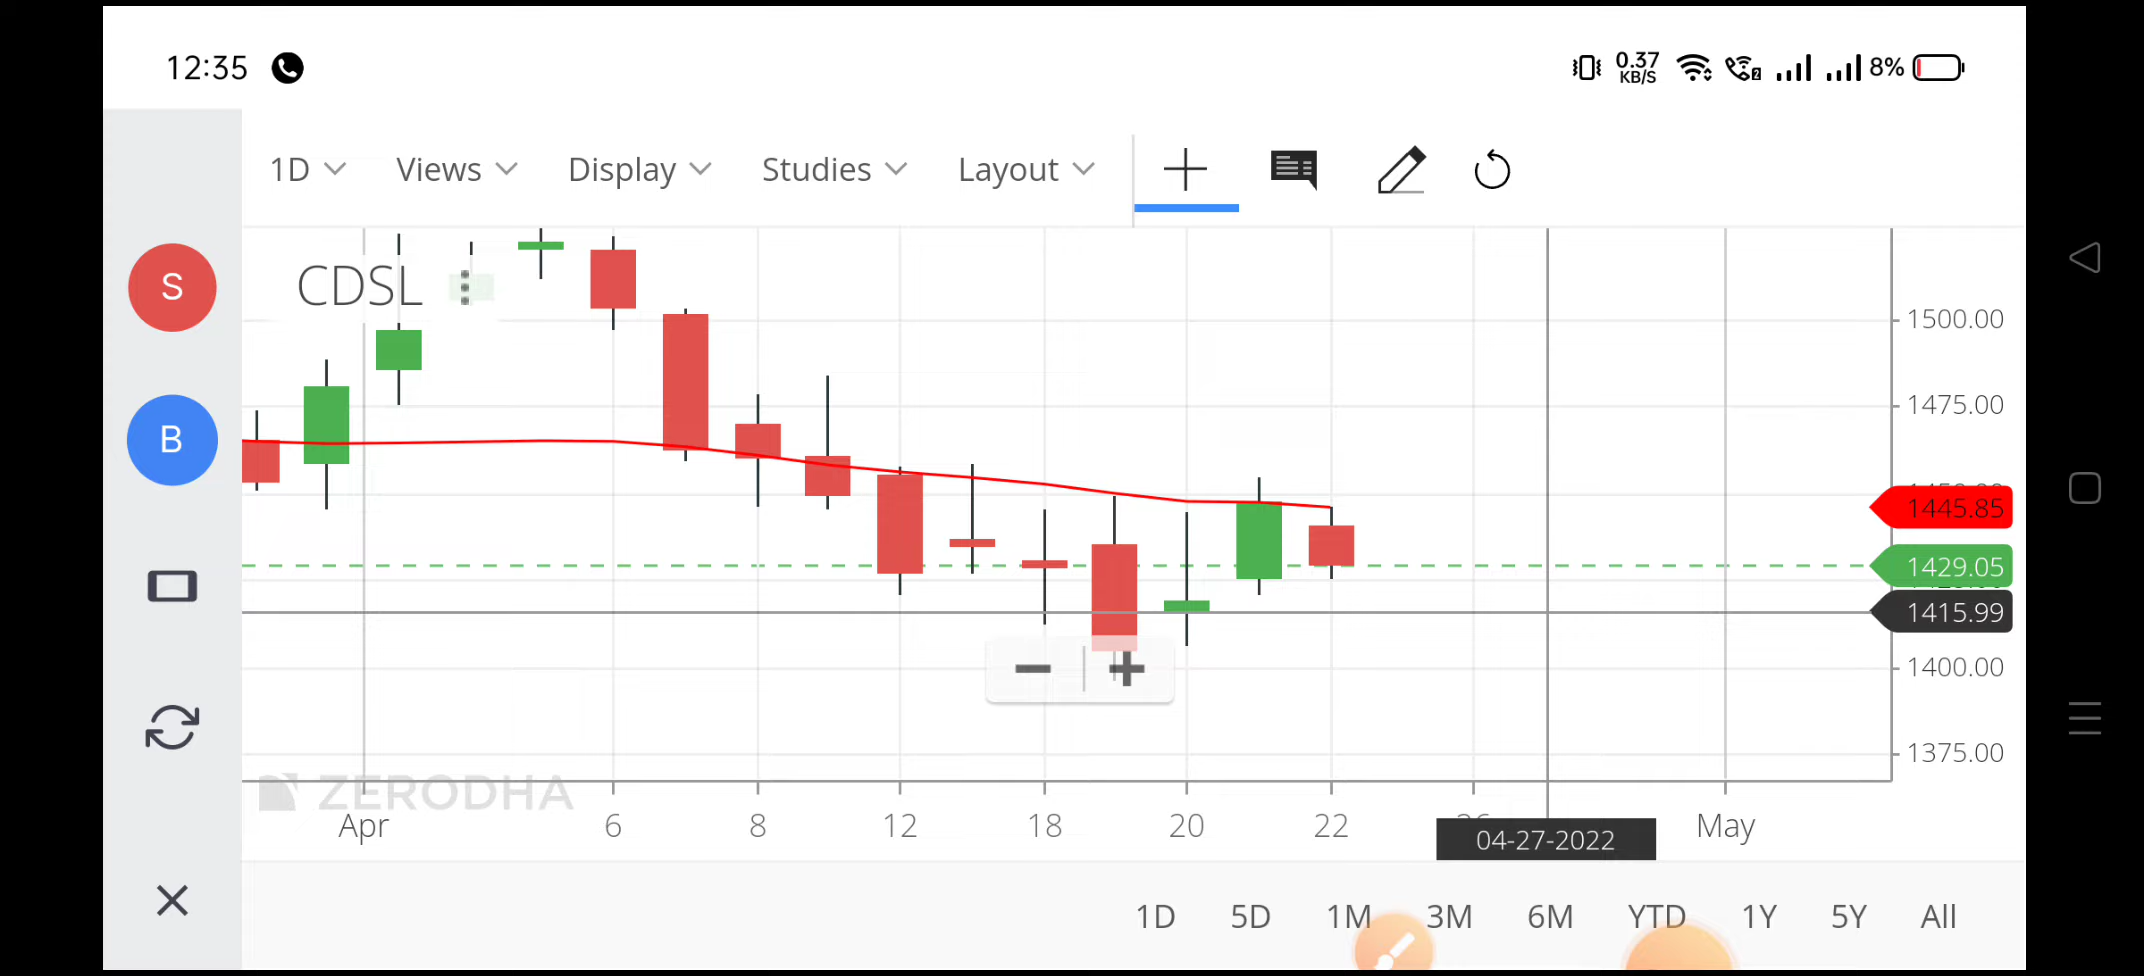 12:35
0.37 KB/S
2
8%
1D Views Display Studies Layout
S
CDSL
B
1500.00
1475.00
1445.85
1429.05
1415.99
1400.00
1375.00
ZERODHA
Apr 6 8 12 18 20 22 May
04-27-2022
1D 5D 1M 3M 6M YTD 1Y 5Y All